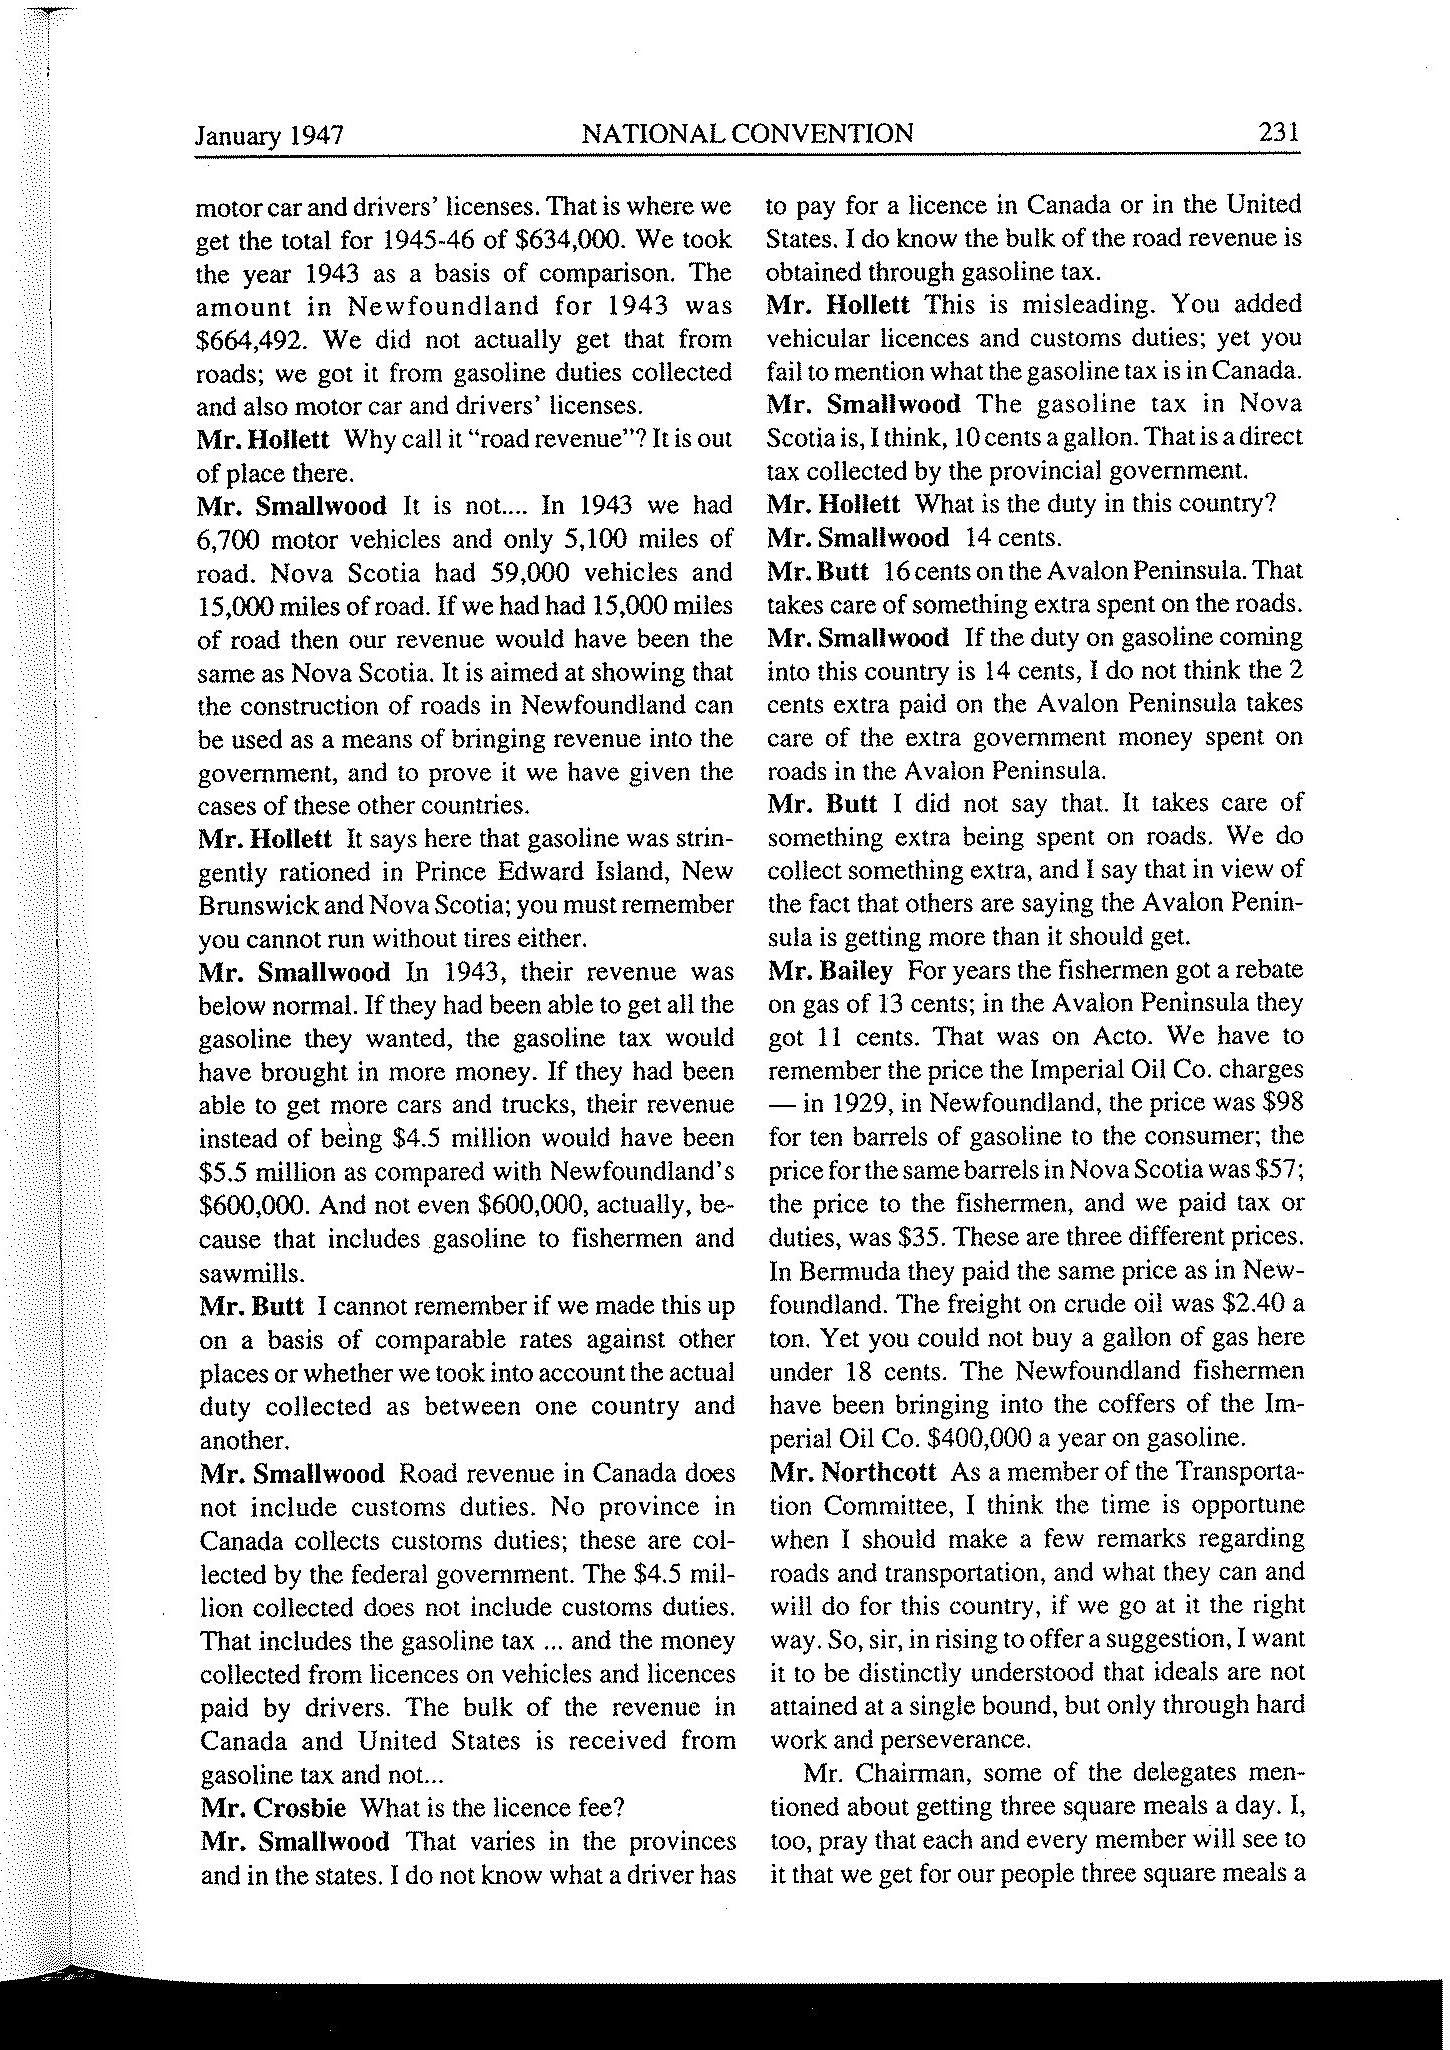 January 1947 NATIONAL CONVENTION 231
motor car and drivers' licenses. That is where we
get the total for 1945-46 of $634,000. We took
the year 1943 as a basis of comparison. The
amount in Newfoundland for 1943 was
$664,492. We did not actually get that from
roads; we got it from gasoline duties collected
and also motor car and drivers' licenses.
Mr. Hollett Why call it "road revenue"? It is out
of place there.
Mr. Smallwood It is not.... In 1943 we had
6,700 motor vehicles and only 5,100 miles of
road. Nova Scotia had 59,000 vehicles and
15,000 miles of road. If we had had 15,000 miles
of road then our revenue would have been the
same as Nova Scotia. It is aimed at showing that
the construction of roads in Newfoundland can
be used as a means of bringing revenue into the
government, and to prove it we have given the
cases of these other countries.
Mr. Hollett It says here that gasoline was strin-
gently rationed in Prince Edward Island, New
Brunswick and Nova Scotia; you must remember
you cannot run without tires either.
Mr. Smallwood In 1943, their revenue was
below normal. If they had been able to get all the
gasoline they wanted, the gasoline tax would
have brought in more money. If they had been
able to get more cars and trucks, their revenue
instead of being $4.5 million would have been
$5.5 million as compared with Newfoundland's
$600,000. And not even $600,000, actually, be-
cause that includes gasoline to fishermen and
sawmills.
Mr. Butt I cannot remember if we made this up
on a basis of comparable rates against other
places or whether we took into account the actual
duty collected as between one country and
another.
Mr. Smallwood Road revenue in Canada does
not include customs duties. No province in
Canada collects customs duties; these are col-
lected by the federal government. The $4.5 mil-
lion collected does not include customs duties.
That includes the gasoline tax ... and the money
collected from licences on vehicles and licences
paid by drivers. The bulk of the revenue in
Canada and United States is received from
gasoline tax and not...
Mr. Crosbie What is the licence fee?
Mr. Smallwood That varies in the provinces
and in the states. I do not know what a driver has
to pay for a licence in Canada or in the United
States. I do know the bulk of the road revenue is
obtained through gasoline tax.
Mr. Hollett This is misleading. You added
vehicular licences and customs duties; yet you
fail to mention what the gasoline tax is in Canada.
Mr. Smallwood The gasoline tax in Nova
Scotia is, I think, 10 cents a gallon. That is a direct
tax collected by the provincial government.
Mr. Hollett What is the duty in this country?
Mr. Smallwood 14 cents.
Mr. Butt 16 cents on the Avalon Peninsula. That
takes care of something extra spent on the roads.
Mr. Smallwood If the duty on gasoline coming
into this country is 14 cents, I do not think the 2
cents extra paid on the Avalon Peninsula takes
care of the extra government money spent on
roads in the Avalon Peninsula.
Mr. Butt I did not say that. It takes care of
something extra being spent on roads. We do
collect something extra, and I say that in view of
the fact that others are saying the Avalon Penin-
sula is getting more than it should get.
Mr. Bailey For years the fishermen got a rebate
on gas of 13 cents; in the Avalon Peninsula they
got 11 cents. That was on Acto. We have to
remember the price the Imperial Oil Co. charges
— in 1929, in Newfoundland, the price was $98
for ten barrels of gasoline to the consumer; the
price for the same barrels in Nova Scotia was $57;
the price to the fishermen, and we paid tax or
duties, was $35. These are three different prices.
In Bermuda they paid the same price as in New-
foundland. The freight on crude oil was $2.40 a
ton. Yet you could not buy a gallon of gas here
under 18 cents. The Newfoundland fishermen
have been bringing into the coffers of the Im-
perial Oil Co. $400,000 a year on gasoline.
Mr. Northcott As a member of the Transporta-
tion Committee, I think the time is opportune
when I should make a few remarks regarding
roads and transportation, and what they can and
will do for this country, if we go at it the right
way. So, sir, in rising to offer a suggestion, I want
it to be distinctly understood that ideals are not
attained at a single bound, but only through hard
work and perseverance.
Mr. Chairman, some of the delegates men-
tioned about getting three square meals a day. I,
too, pray that each and every member will see to
it that we get for our people three square meals a